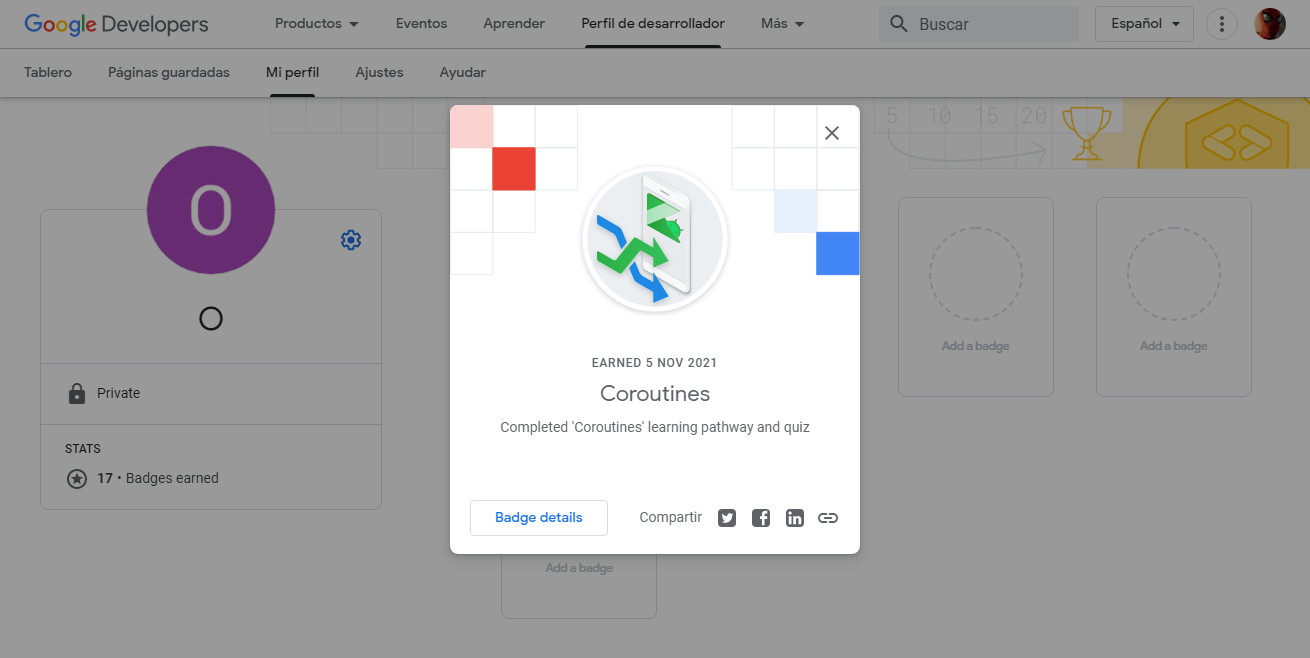 Google Developers Productos Eventos Aprender Perfil de desarrollador Más Buscar Español
Tablero Páginas guardadas Mi perfil Ajustes Ayudar
5 10 15 20
O
O
Private
STATS
17 • Badges earned
EARNED 5 NOV 2021
Coroutines
Completed 'Coroutines' learning pathway and quiz
Badge details Compartir
Add a badge
Add a badge
Add a badge